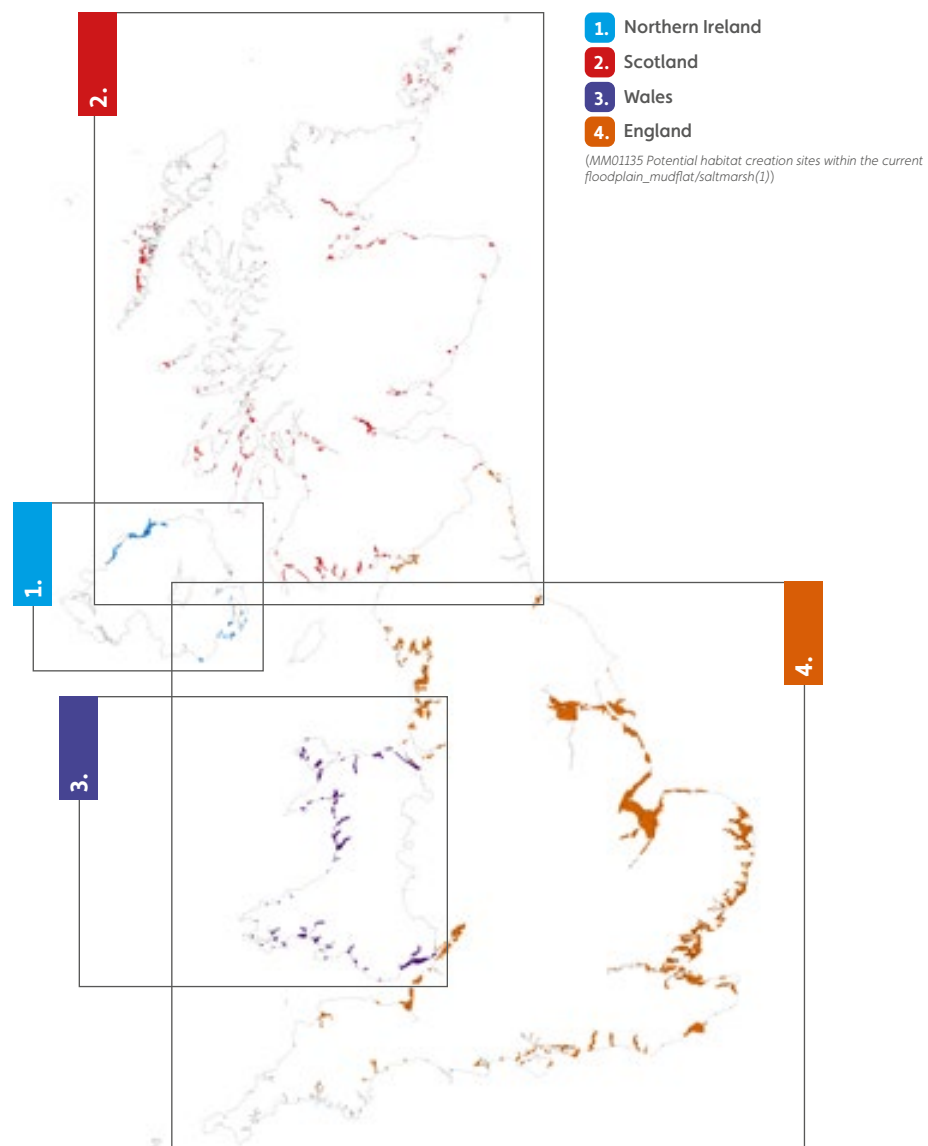 1. Northern Ireland
2. Scotland
3. Wales
4. England
(MM01135 Potential habitat creation sites within the current
floodplain_mudflat/saltmarsh(1))
2.
1.
4.
3.